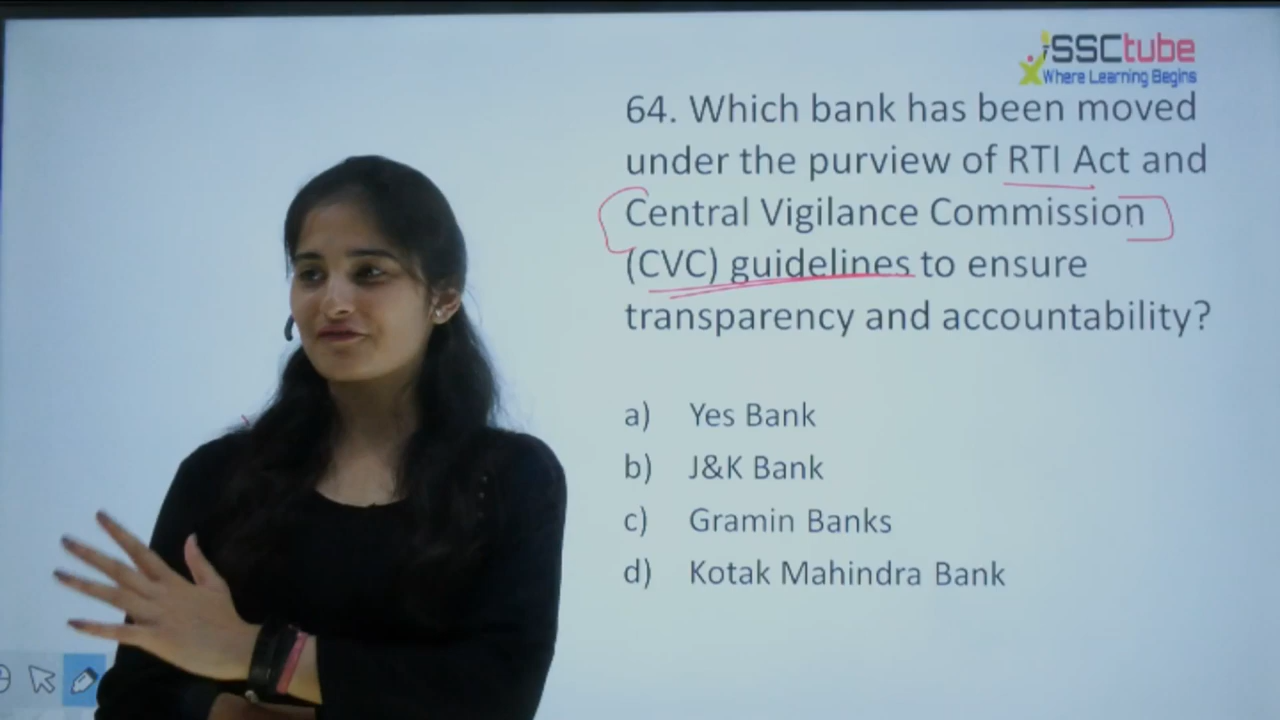 SSCtube
Where Learning Begins
64. Which bank has been moved
under the purview of RTI Act and
Central Vigilance Commission
(CVC) guidelines to ensure
transparency and accountability?
a) Yes Bank
b) J&K Bank
c) Gramin Banks
d) Kotak Mahindra Bank